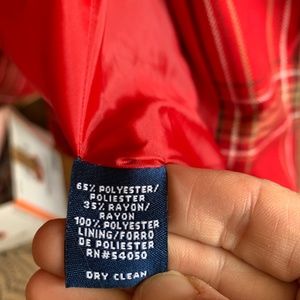 65% POLYESTER/
POLIESTER
35% RAYON/
RAYON
100% POLYESTER
LINING/FORRO
DE POLIESTER
RN#54050
DRY CLEAN